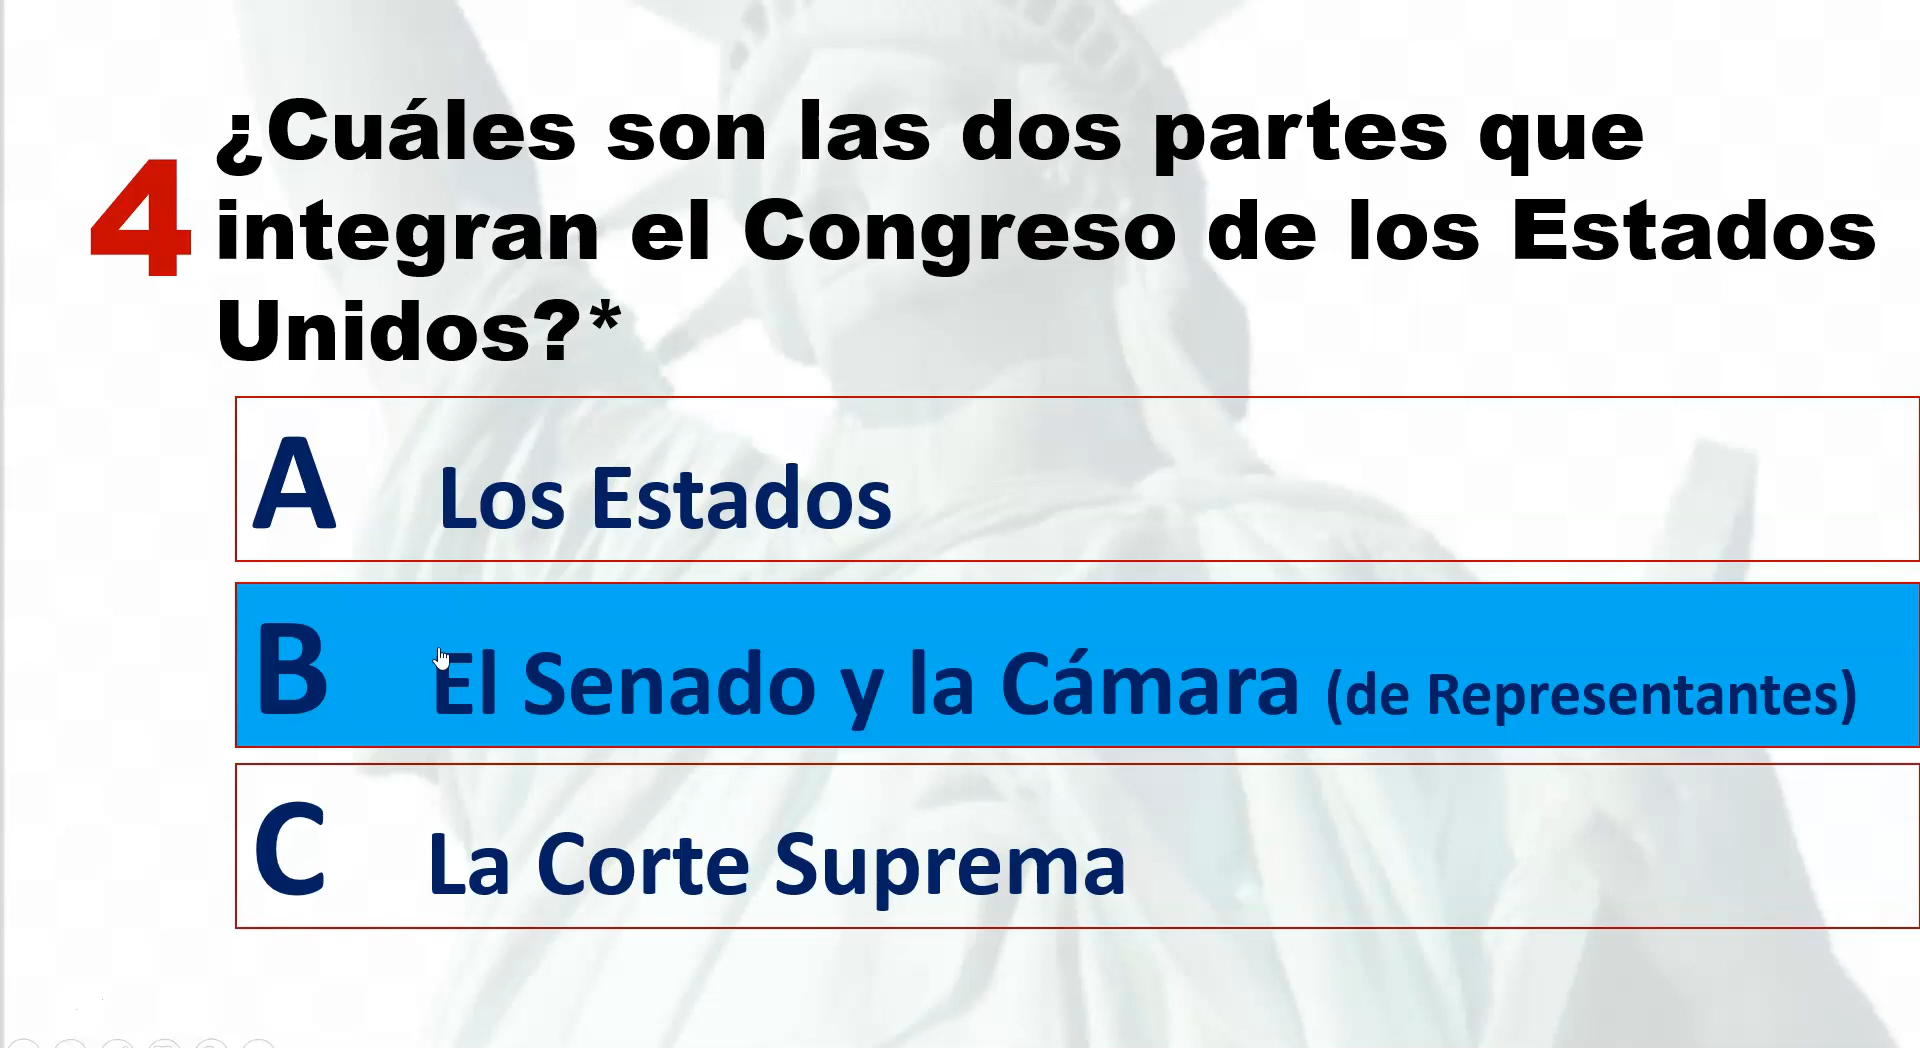 4
¿Cuáles son las dos partes que
integran el Congreso de los Estados
Unidos?*
A Los Estados
B El Senado y la Cámara (de Representantes)
C La Corte Suprema